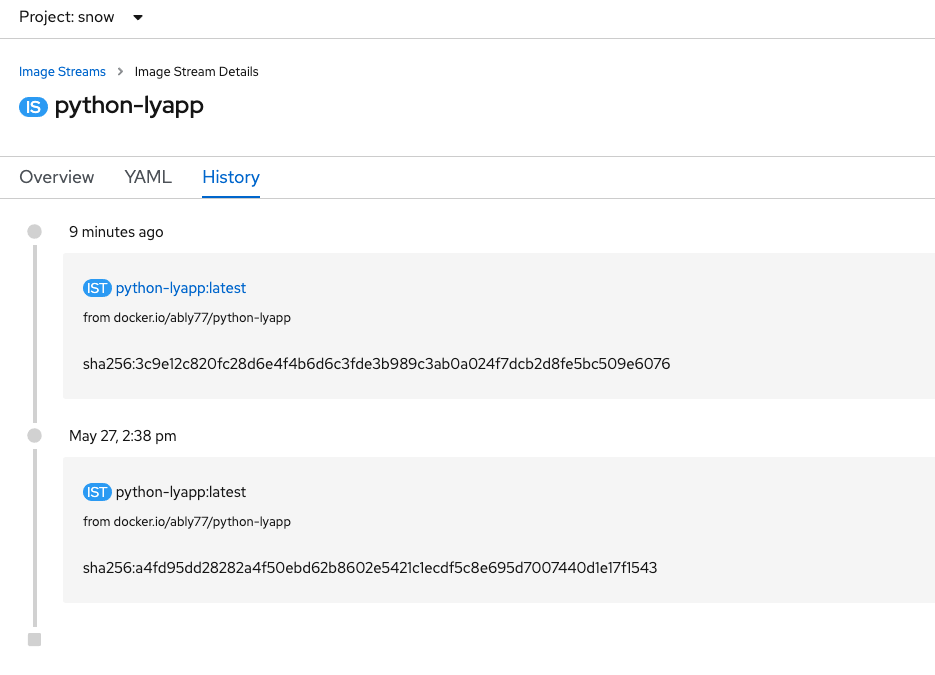 Project: snow
Image Streams > Image Stream Details
IS python-lyapp
Overview YAML History
9 minutes ago
IST python-lyapp:latest
from docker.io/ably77/python-lyapp
sha256:3c9e12c820fc28d6e4f4b6d6c3fde3b989c3ab0a024f7dcb2d8fe5bc509e6076
May 27, 2:38 pm
IST python-lyapp:latest
from docker.io/ably77/python-lyapp
sha256:a4fd95dd28282a4f50ebd62b8602e5421c1ecdf5c8e695d7007440d1e17f1543